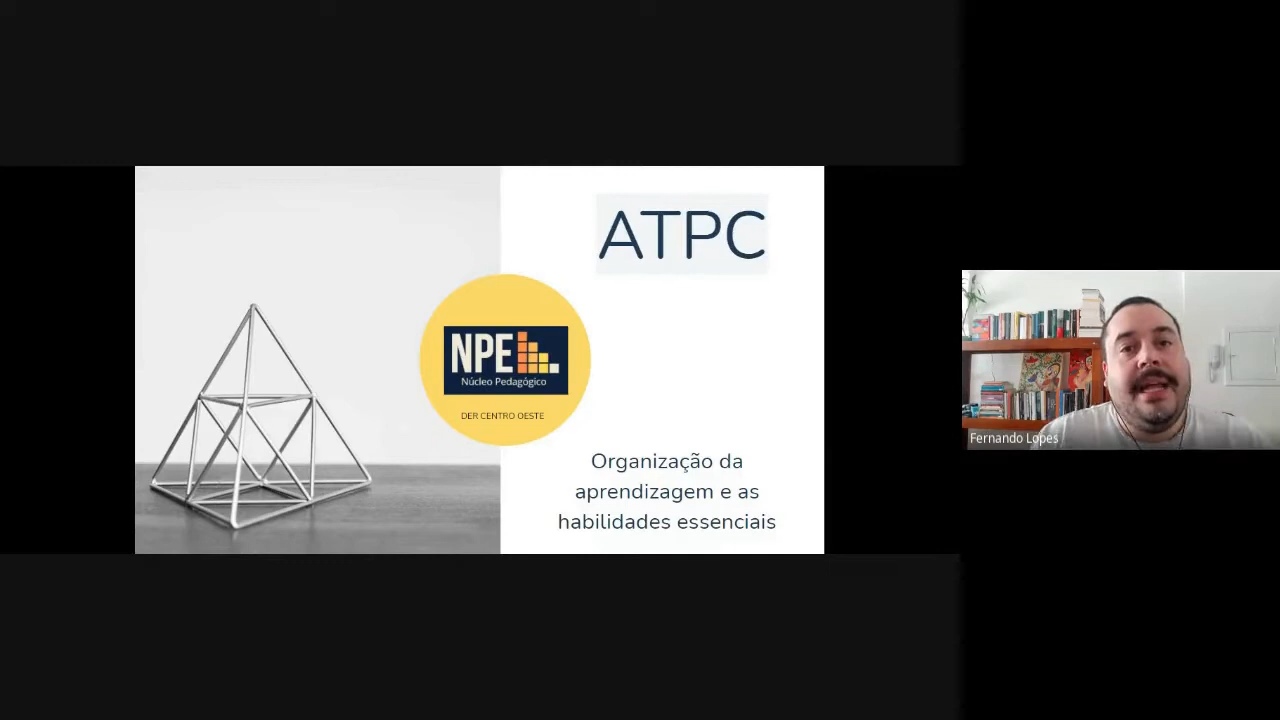 ATPC
NPE
Núcleo Pedagógico
DER CENTRO OESTE
Organização da
aprendizagem e as
habilidades essenciais
Fernando Lopes